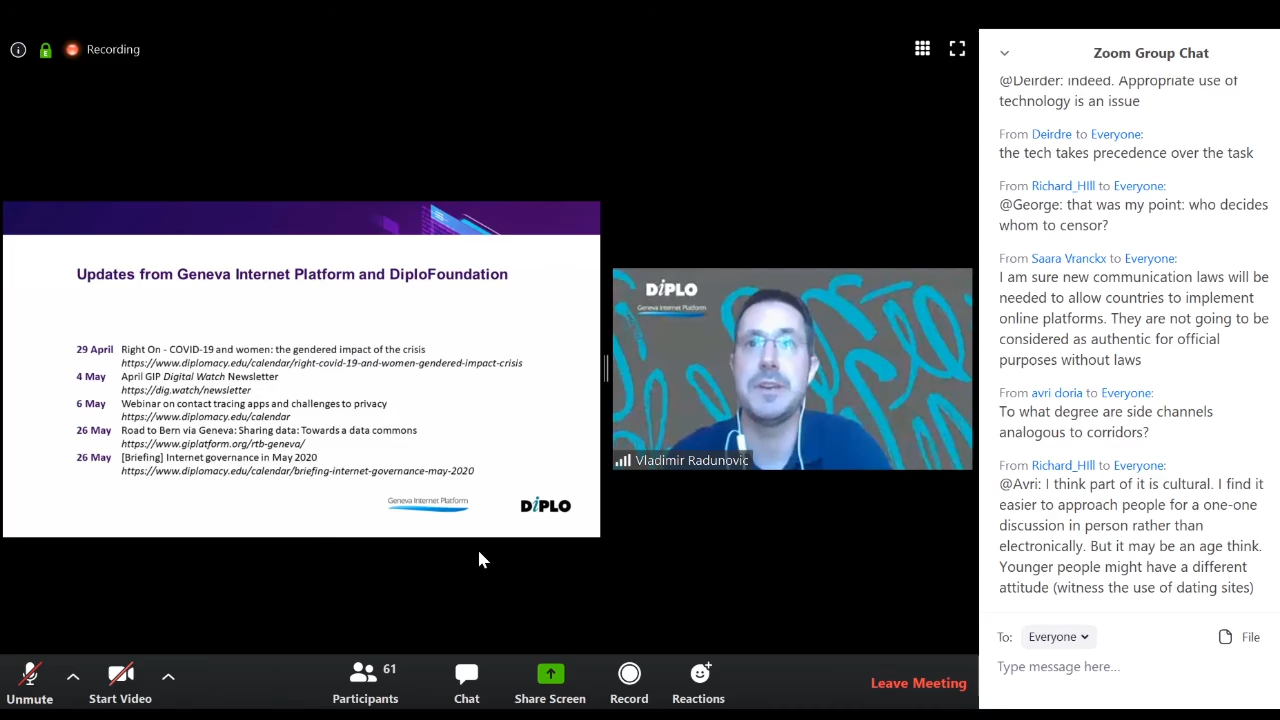 Recording
Updates from Geneva Internet Platform and DiploFoundation
29 April Right On - COVID-19 and women: the gendered impact of the crisis
https://www.diplomacy.edu/calendar/right-covid-19-and-women-gendered-impact-crisis
4 May April GIP Digital Watch Newsletter
https://dig.watch/newsletter
6 May Webinar on contact tracing apps and challenges to privacy
https://www.diplomacy.edu/calendar
26 May Road to Bern via Geneva: Sharing data: Towards a data commons
https://www.giplatform.org/rtb-geneva/
26 May [Briefing] Internet governance in May 2020
https://www.diplomacy.edu/calendar/briefing-internet-governance-may-2020
Geneva Internet Platform
DiPLO
DiPLO
Geneva Internet Platform
Vladimir Radunovic
Zoom Group Chat
@Deirder: indeed. Appropriate use of
technology is an issue
From Deirdre to Everyone:
the tech takes precedence over the task
From Richard_HIll to Everyone:
@George: that was my point: who decides
whom to censor?
From Saara Vranckx to Everyone:
I am sure new communication laws will be
needed to allow countries to implement
online platforms. They are not going to be
considered as authentic for official
purposes without laws
From avri doria to Everyone:
To what degree are side channels
analogous to corridors?
From Richard_HIll to Everyone:
@Avri: I think part of it is cultural. I find it
easier to approach people for a one-one
discussion in person rather than
electronically. But it may be an age think.
Younger people might have a different
attitude (witness the use of dating sites)
To: Everyone File
Type message here...
Unmute
Start Video
61
Participants
Chat
Share Screen
Record
Reactions
Leave Meeting